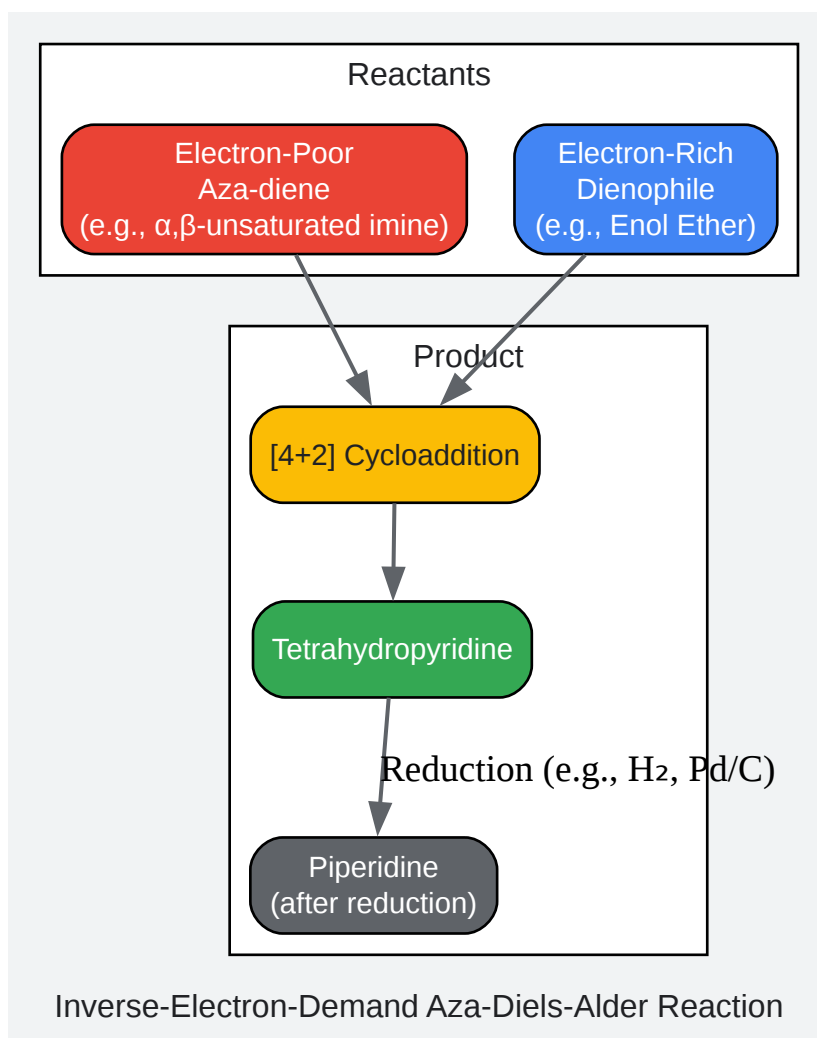 Reactants
Electron-Poor
Aza-diene
(e.g., α,β-unsaturated imine)
Electron-Rich
Dienophile
(e.g., Enol Ether)
Product
[4+2] Cycloaddition
Tetrahydropyridine
Reduction (e.g., H₂, Pd/C)
Piperidine
(after reduction)
Inverse-Electron-Demand Aza-Diels-Alder Reaction